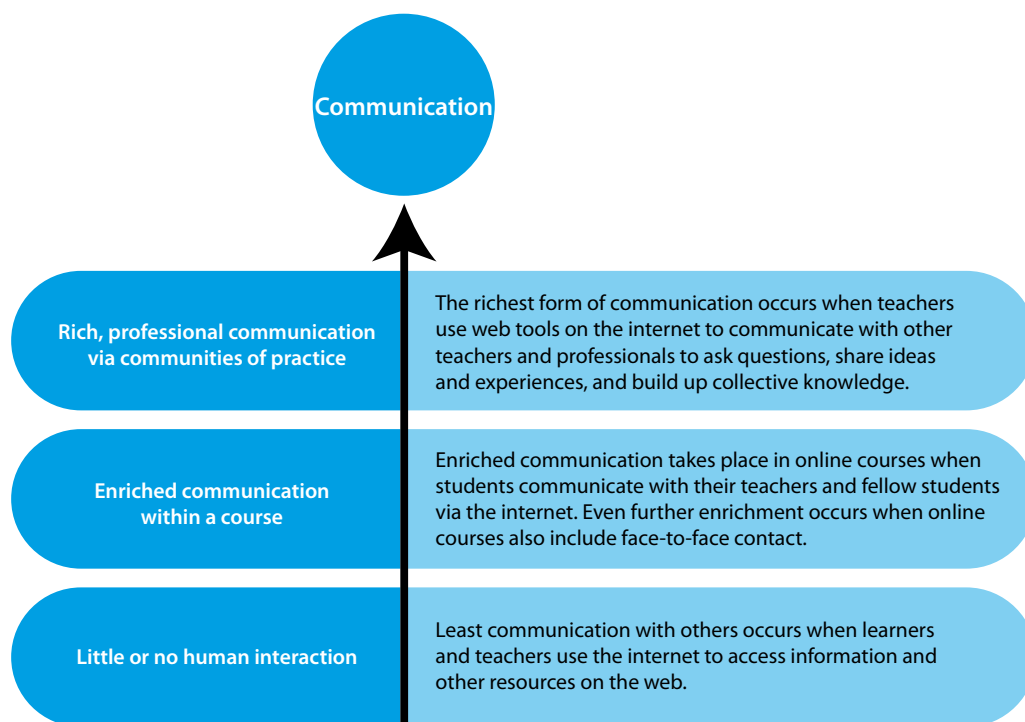 Communication
Rich, professional communication
via communities of practice
The richest form of communication occurs when teachers
use web tools on the internet to communicate with other
teachers and professionals to ask questions, share ideas
and experiences, and build up collective knowledge.
Enriched communication
within a course
Enriched communication takes place in online courses when
students communicate with their teachers and fellow students
via the internet. Even further enrichment occurs when online
courses also include face-to-face contact.
Little or no human interaction
Least communication with others occurs when learners
and teachers use the internet to access information and
other resources on the web.